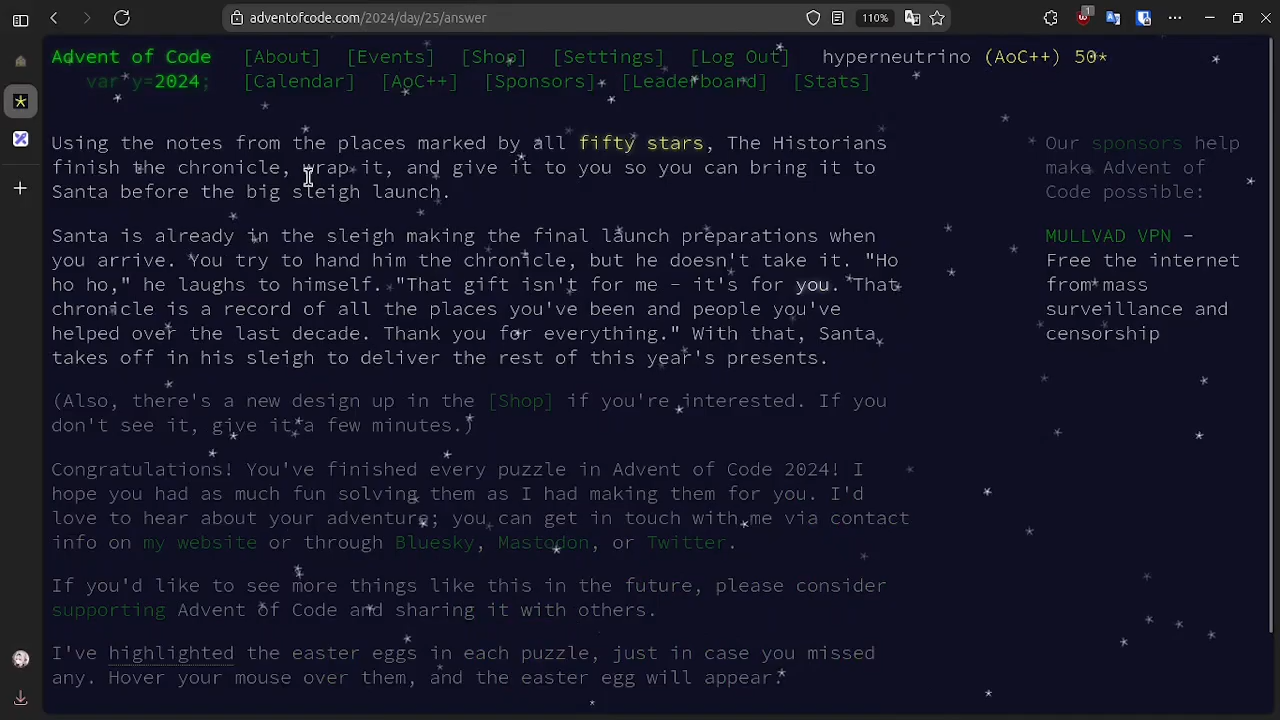 adventofcode.com/2024/day/25/answer
110%
1
Advent of Code [About] [Events] [Shop] [Settings] [Log Out] hyperneutrino (AoC++) 50*
var y=2024; [Calendar] [AoC++] [Sponsors] [Leaderboard] [Stats]
Using the notes from the places marked by all fifty stars, The Historians
finish the chronicle, wrap it, and give it to you so you can bring it to
Santa before the big sleigh launch.
Santa is already in the sleigh making the final launch preparations when
you arrive. You try to hand him the chronicle, but he doesn't take it. "Ho
ho ho," he laughs to himself. "That gift isn't for me - it's for you. That
chronicle is a record of all the places you've been and people you've
helped over the last decade. Thank you for everything." With that, Santa
takes off in his sleigh to deliver the rest of this year's presents.
(Also, there's a new design up in the [Shop] if you're interested. If you
don't see it, give it a few minutes.)
Congratulations! You've finished every puzzle in Advent of Code 2024! I
hope you had as much fun solving them as I had making them for you. I'd
love to hear about your adventure; you can get in touch with me via contact
info on my website or through Bluesky, Mastodon, or Twitter.
If you'd like to see more things like this in the future, please consider
supporting Advent of Code and sharing it with others.
I've highlighted the easter eggs in each puzzle, just in case you missed
any. Hover your mouse over them, and the easter egg will appear.
Our sponsors help
make Advent of
Code possible:
MULLVAD VPN -
Free the internet
from mass
surveillance and
censorship